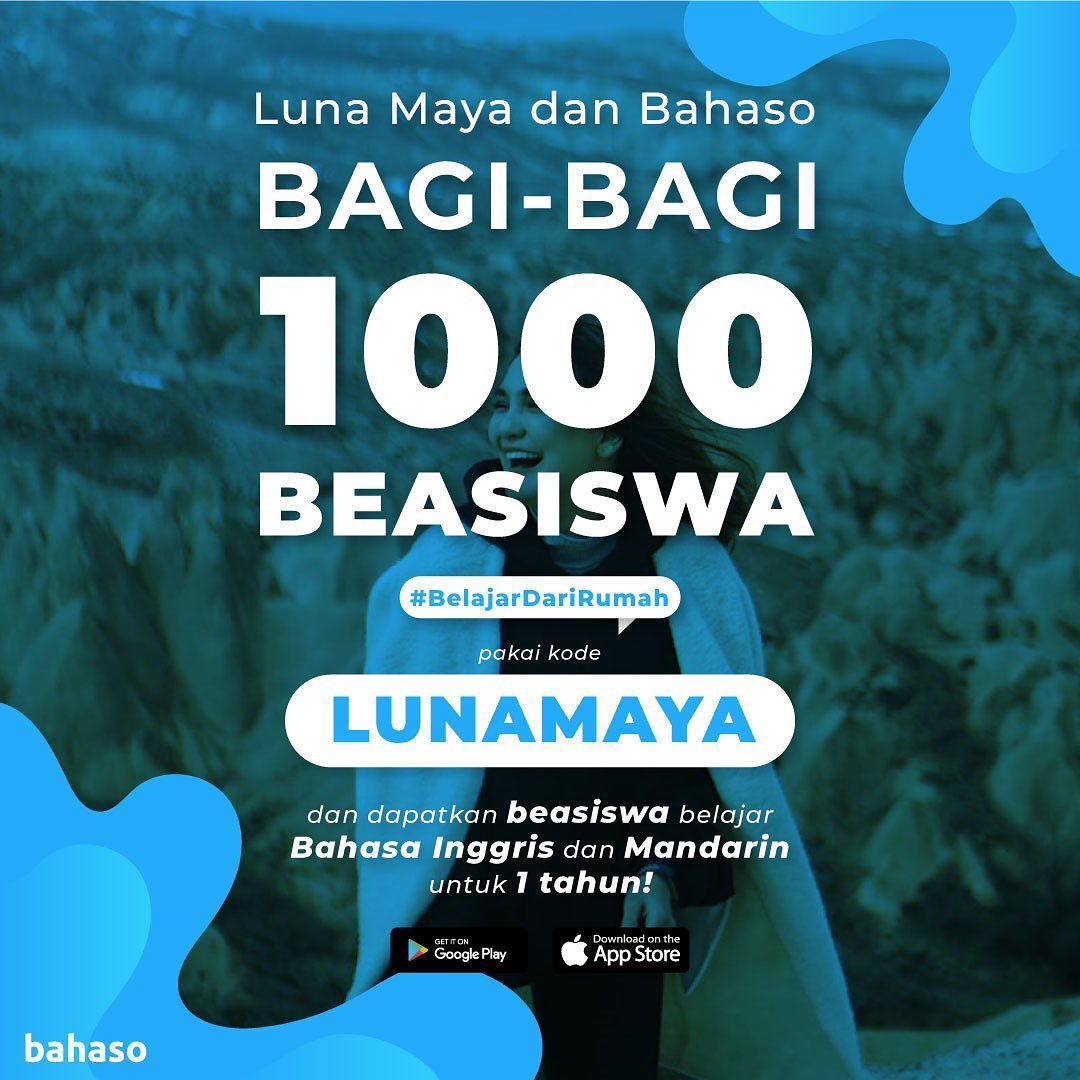 Luna Maya dan Bahaso
BAGI-BAGI
1000
BEASISWA
#BelajarDariRumah
pakai kode
LUNAMAYA
dan dapatkan beasiswa belajar
Bahasa Inggris dan Mandarin
untuk 1 tahun!
GET IT ON
Google Play
Download on the
App Store
bahaso